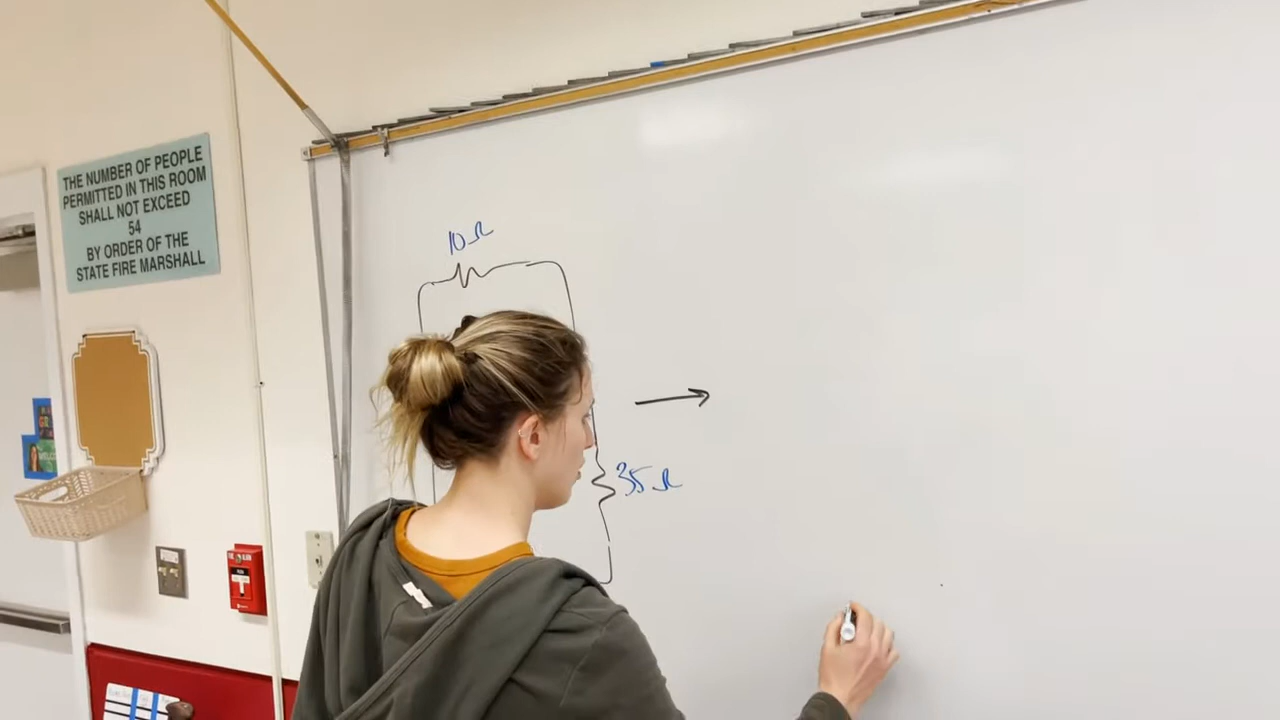 THE NUMBER OF PEOPLE
PERMITTED IN THIS ROOM
SHALL NOT EXCEED
54
BY ORDER OF THE
STATE FIRE MARSHALL
10Ω
35Ω